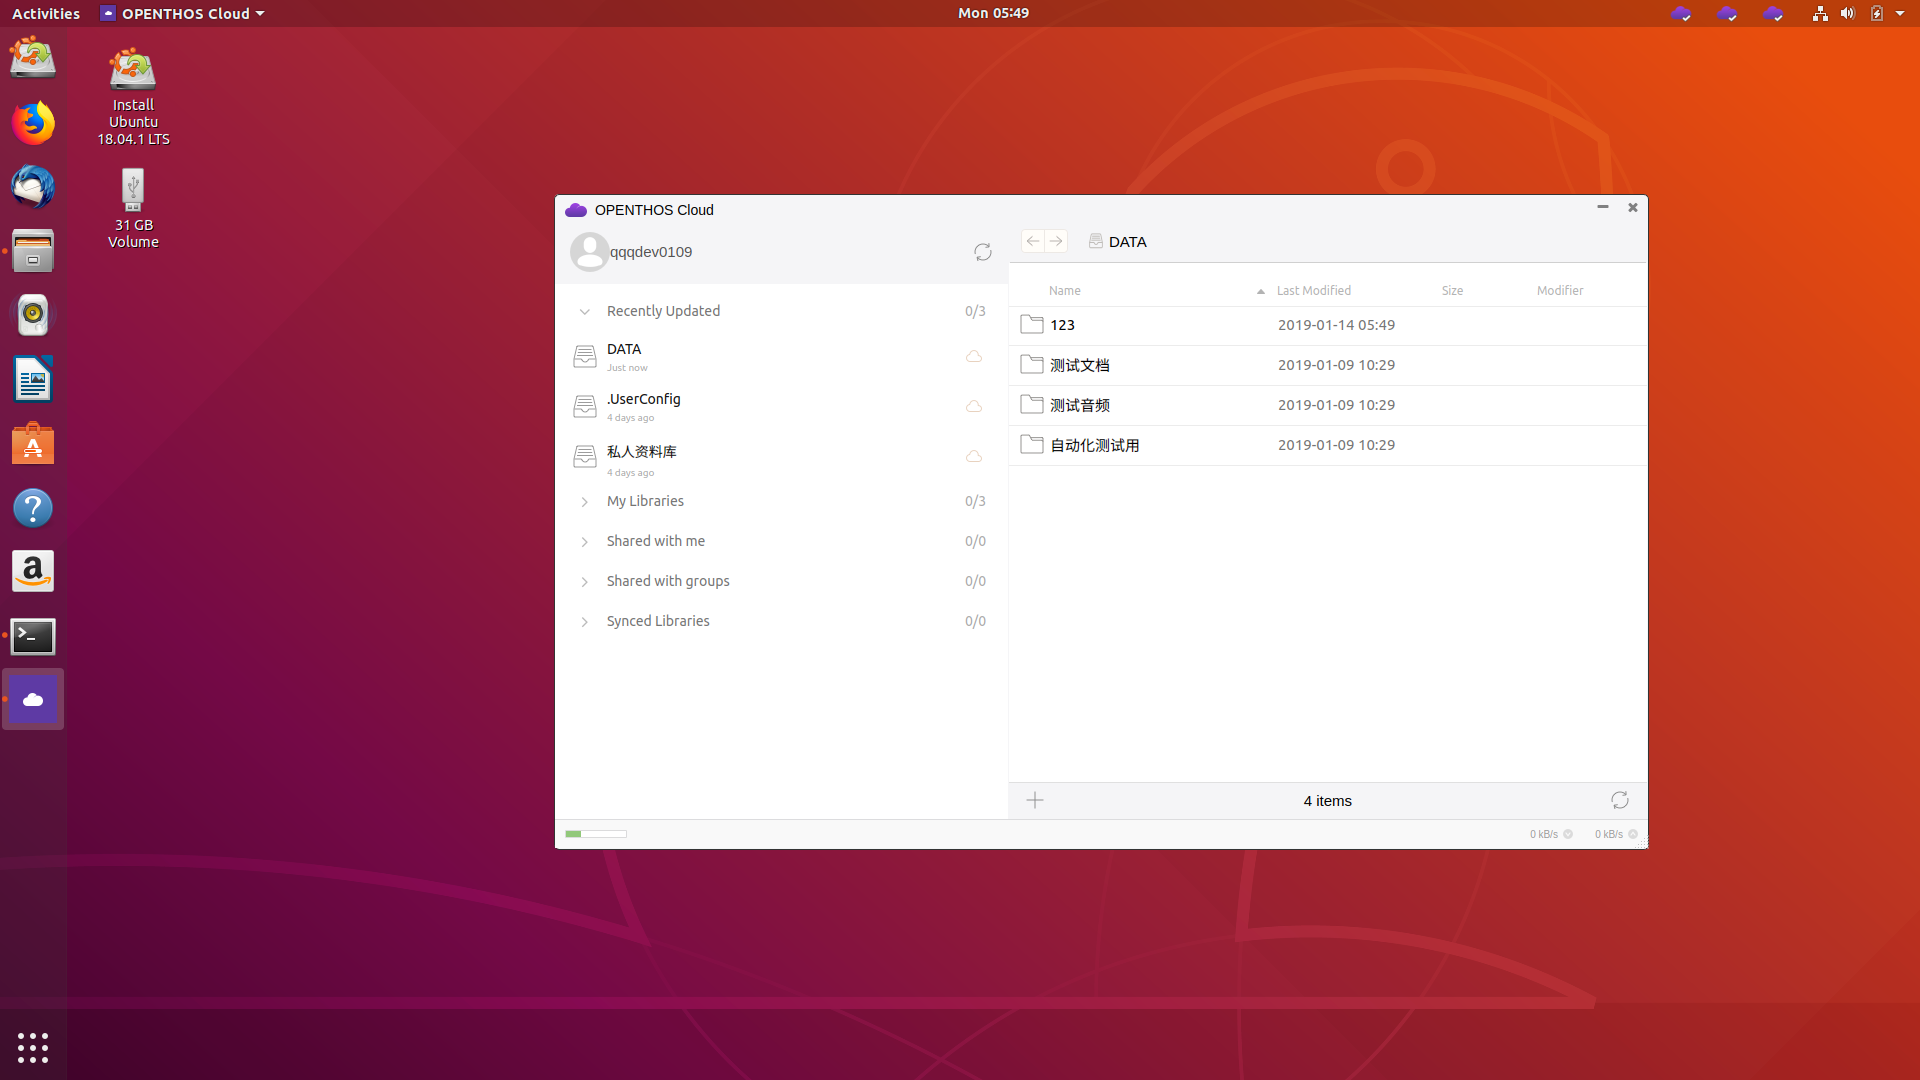 Activities
OPENTHOS Cloud
Mon 05:49
Install
Ubuntu
18.04.1 LTS
31 GB
Volume
OPENTHOS Cloud
qqqdev0109
Recently Updated 0/3
DATA
Just now
.UserConfig
4 days ago
私人资料库
4 days ago
My Libraries 0/3
Shared with me 0/0
Shared with groups 0/0
Synced Libraries 0/0
DATA
Name Last Modified Size Modifier
123 2019-01-14 05:49
测试文档 2019-01-09 10:29
测试音频 2019-01-09 10:29
自动化测试用 2019-01-09 10:29
4 items
0 kB/s 0 kB/s